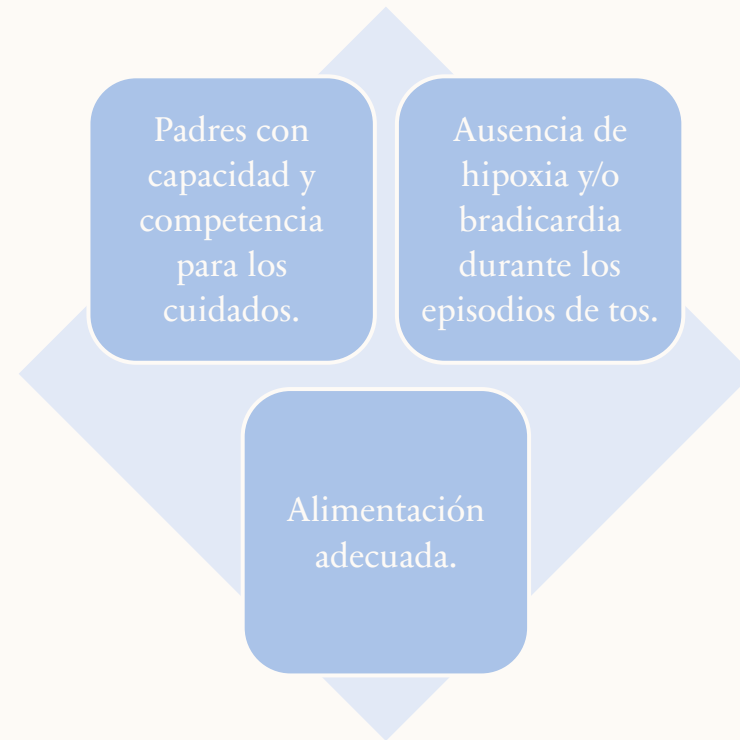 Padres con
capacidad y
competencia
para los
cuidados.
Ausencia de
hipoxia y/o
bradicardia
durante los
episodios de tos.
Alimentación
adecuada.